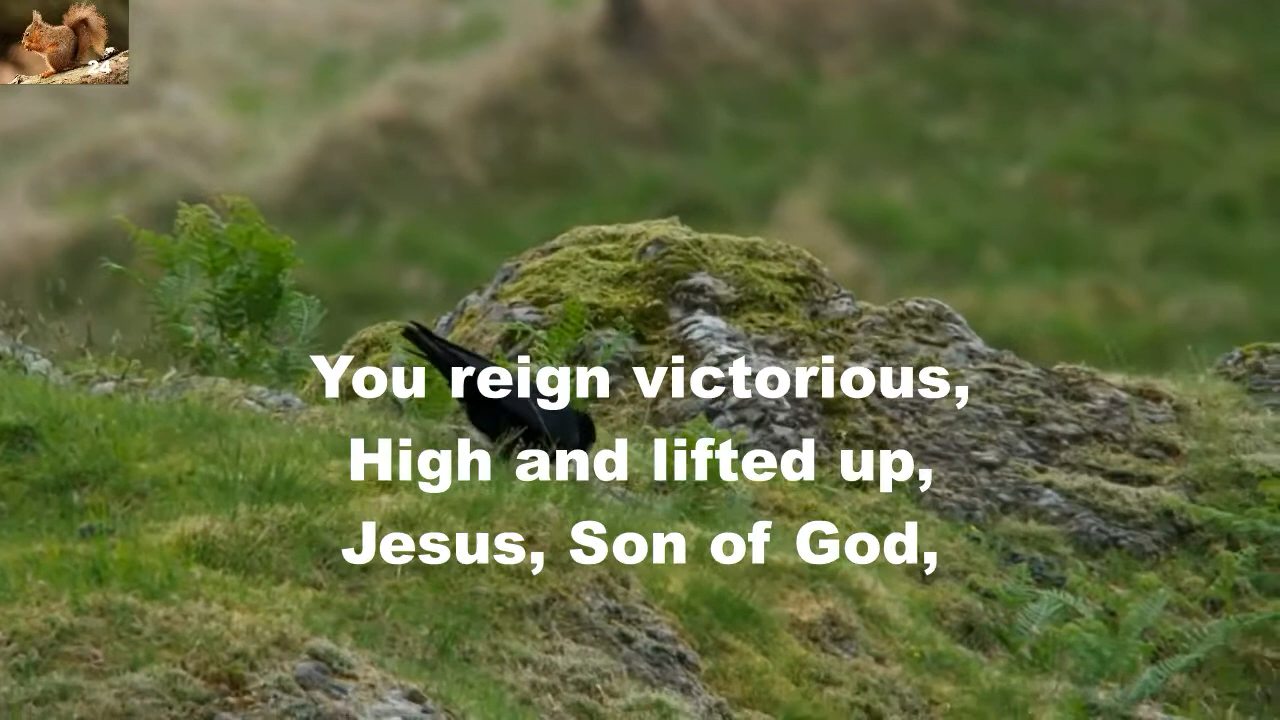 24
You reign victorious,
High and lifted up,
Jesus, Son of God,